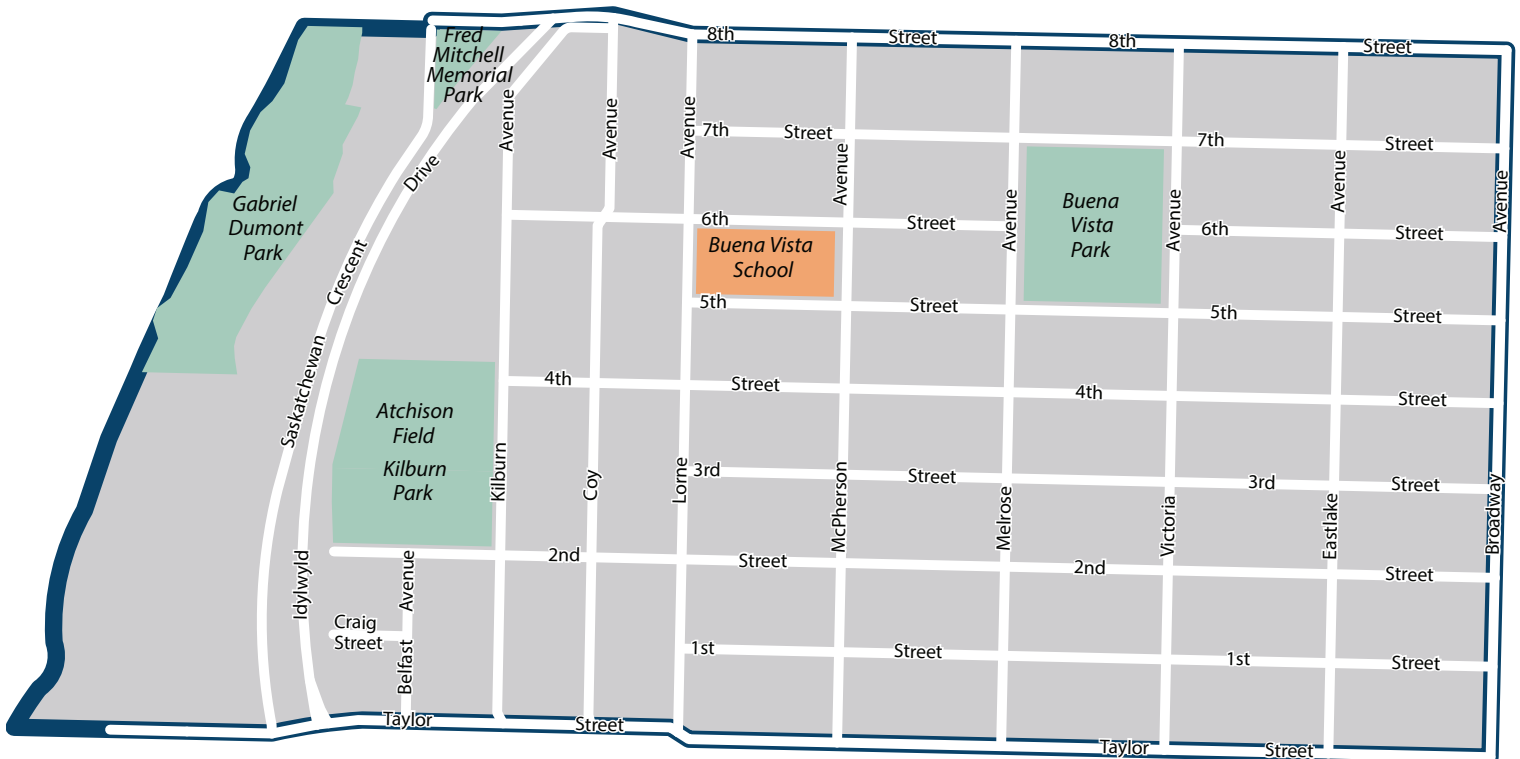 8th
Street
8th
Street
Fred
Mitchell
Memorial
Park
Avenue
Avenue
Avenue
7th
Street
Avenue
7th
Avenue
Street
Drive
Gabriel
Dumont
Park
Buena
Vista
Park
Avenue
Avenue
Avenue
6th
Street
6th
Street
Buena Vista
School
Crescent
5th
Street
5th
Street
Saskatchewan
4th
Street
4th
Street
Atchison
Field
Kilburn
Park
Kilburn
Coy
Lorne
3rd
McPherson
Street
Melrose
Victoria
3rd
Eastlake
Street
Broadway
2nd
Street
2nd
Street
Idylwyld
Avenue
Craig
Street
Belfast
1st
Street
1st
Street
Taylor
Street
Taylor
Street